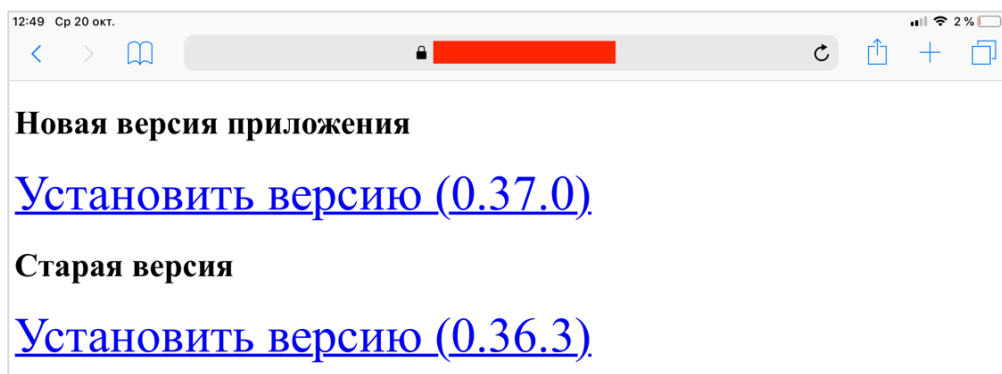 12:49 Ср 20 окт. 2 %
Новая версия приложения
Установить версию (0.37.0)
Старая версия
Установить версию (0.36.3)